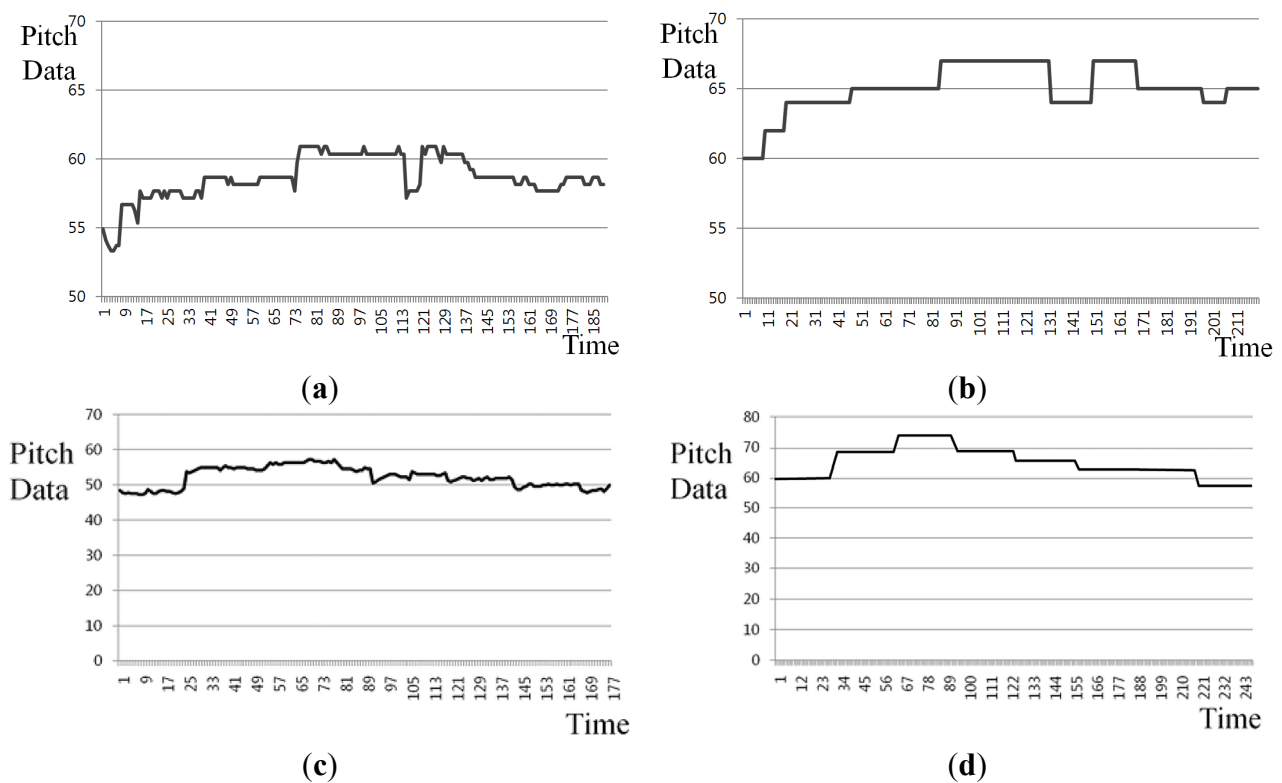 70
Pitch
Data
65
60
55
50
1 9 17 25 33 41 49 57 65 73 81 89 97 105 113 121 129 137 145 153 161 169 177 185
Time
(a)
70
Pitch
Data
65
60
55
50
1 11 21 31 41 51 61 71 81 91 101 111 121 131 141 151 161 171 181 191 201 211
Time
(b)
70
Pitch
Data
60
50
40
30
20
10
0
1 9 17 25 33 41 49 57 65 73 81 89 97 105 113 121 129 137 145 153 161 169 177
Time
(c)
80
Pitch
Data
70
60
50
40
30
20
10
0
1 12 23 34 45 56 67 78 89 100 111 122 133 144 155 166 177 188 199 210 221 232 243
Time
(d)